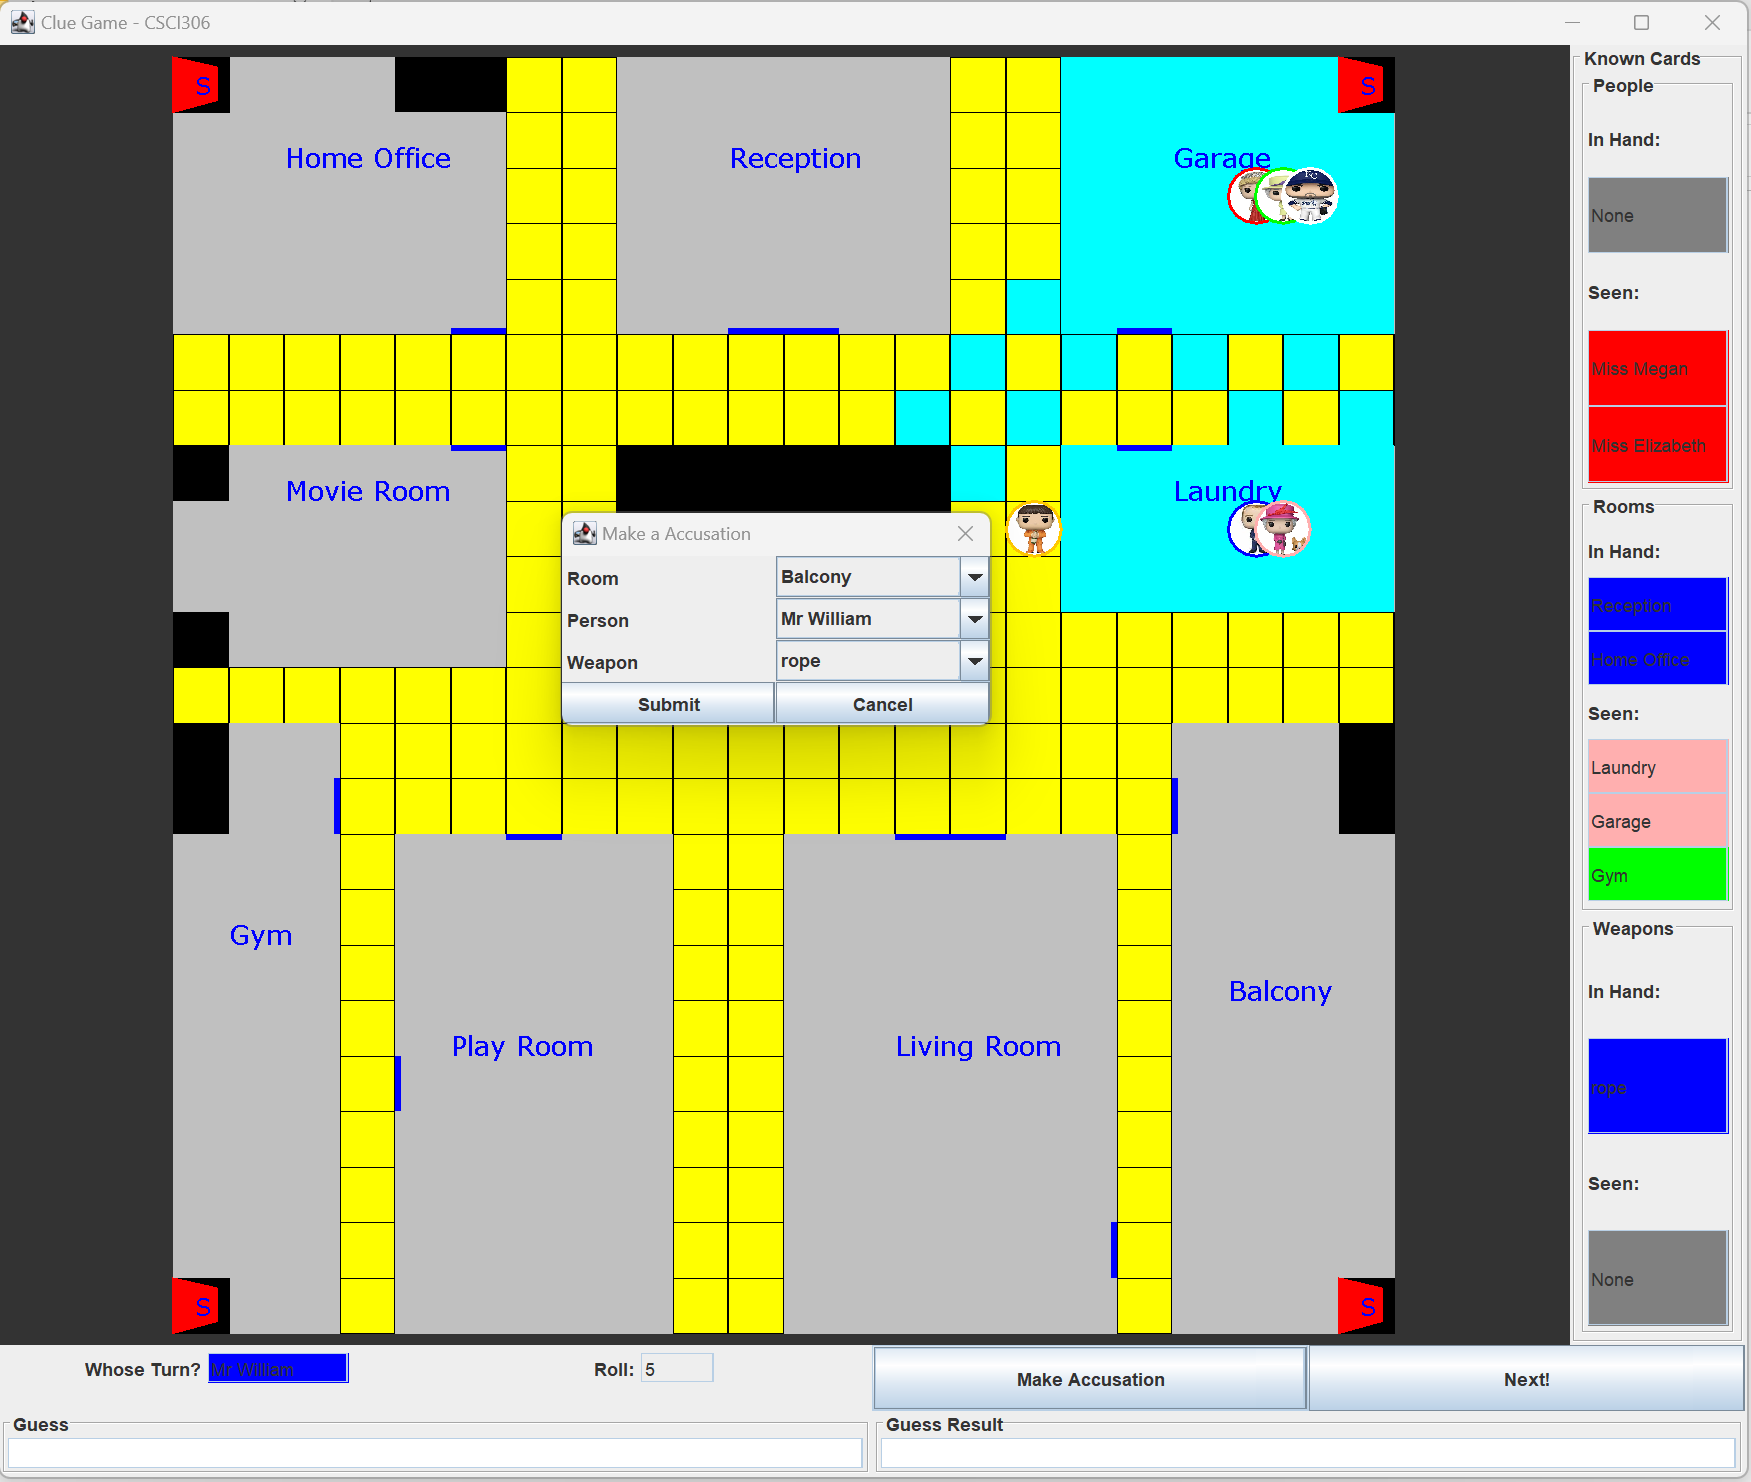 Clue Game - CSCI306
S
S
Home Office
Reception
Garage
Movie Room
Laundry
Make a Accusation
Room
Balcony
Person
Mr William
Weapon
rope
Submit
Cancel
Gym
Balcony
Play Room
Living Room
S
S
Known Cards
People
In Hand:
None
Seen:
Miss Megan
Miss Elizabeth
Rooms
In Hand:
Reception
Home Office
Seen:
Laundry
Garage
Gym
Weapons
In Hand:
rope
Seen:
None
Whose Turn? Mr William
Roll: 5
Make Accusation
Next!
Guess
Guess Result